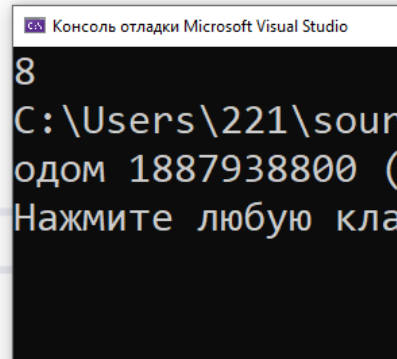 Консоль отладки Microsoft Visual Studio
8
C:\Users\221\sour
одом 1887938800 (
Нажмите любую кла